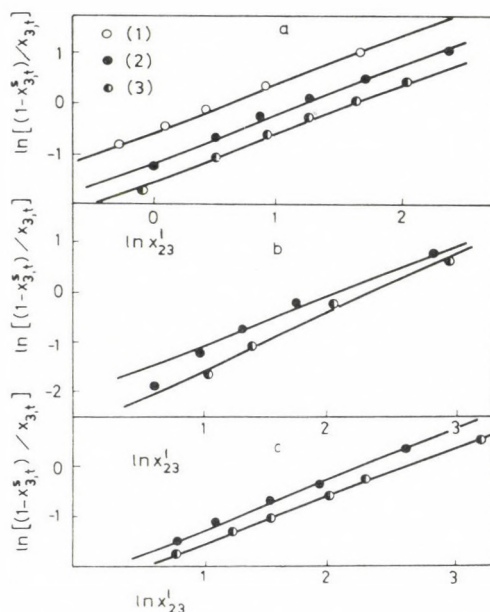 a
(1)
(2)
(3)
ln [(1-x^s_{3,t})/x_{3,t}]
1
0
-1
0
1
2
ln x^l_{23}
b
ln [(1-x^s_{3,t})/x_{3,t}]
1
0
-1
-2
1
2
3
ln x^l_{23}
c
ln [(1-x^s_{3,t})/x_{3,t}]
0
-1
1
2
3
ln x^l_{23}